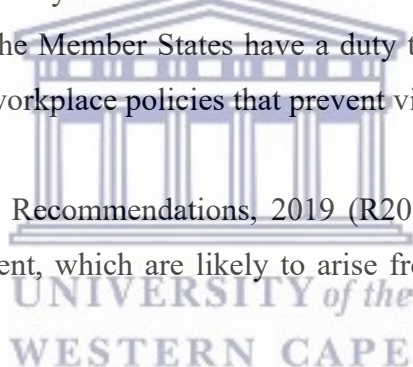 he Member States have a duty t
workplace policies that prevent vi
Recommendations, 2019 (R20
ent, which are likely to arise fr
UNIVERSITY of the
WESTERN CAPE